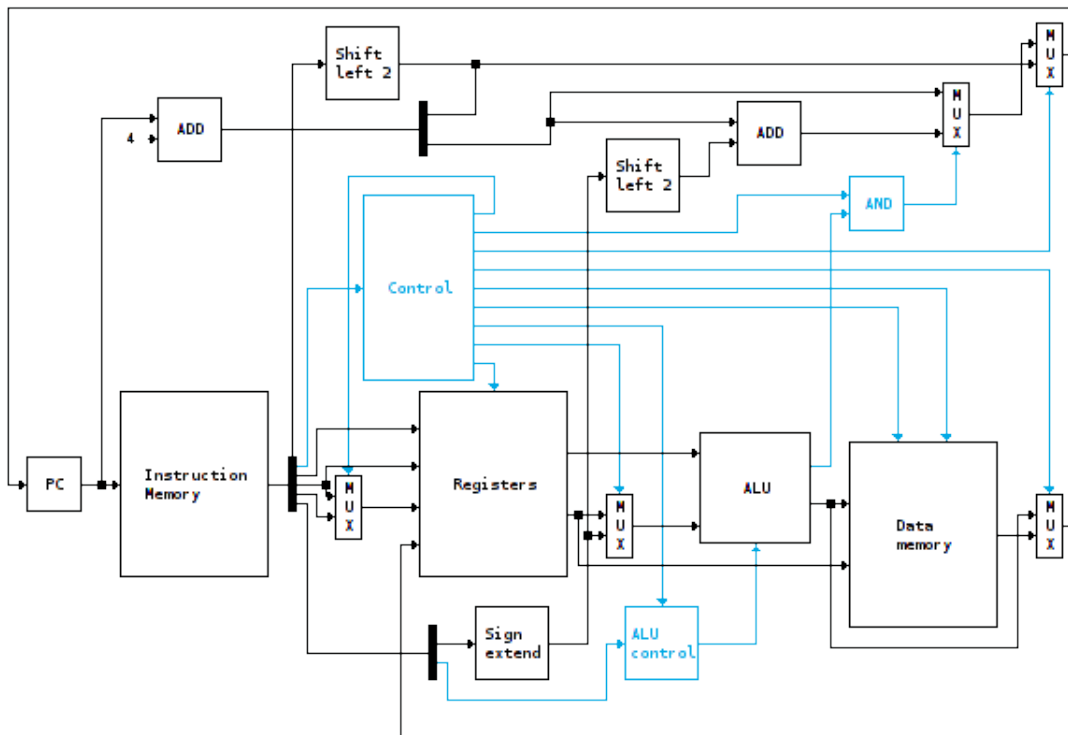 M
U
X
Shift
left 2
M
U
X
ADD
4
ADD
Shift
left 2
AND
Control
Instruction
Memory
PC
M
U
X
Registers
M
U
X
ALU
Data
memory
M
U
X
Sign
extend
ALU
control